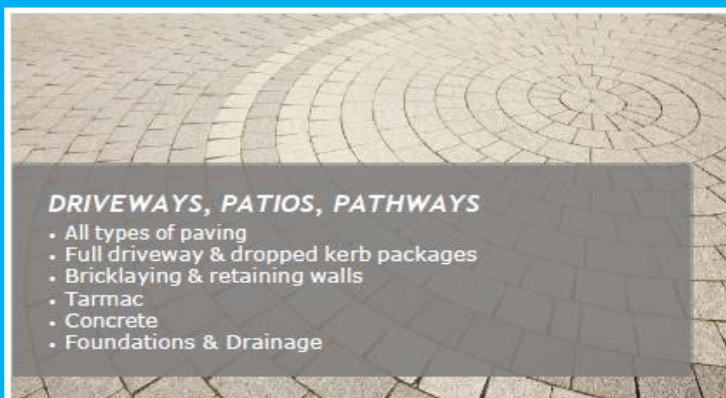 DRIVEWAYS, PATIOS, PATHWAYS
• All types of paving
• Full driveway & dropped kerb packages
• Bricklaying & retaining walls
• Tarmac
• Concrete
• Foundations & Drainage